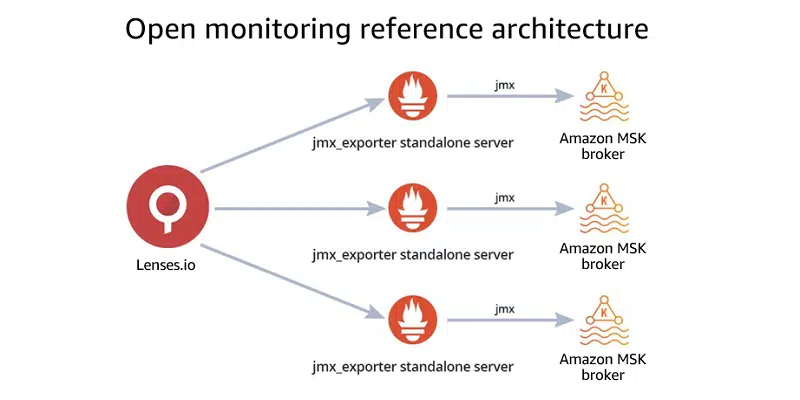 Open monitoring reference architecture
jmx
K
jmx_exporter standalone server
Amazon MSK
broker
jmx
K
Lenses.io
jmx_exporter standalone server
Amazon MSK
broker
jmx
K
jmx_exporter standalone server
Amazon MSK
broker